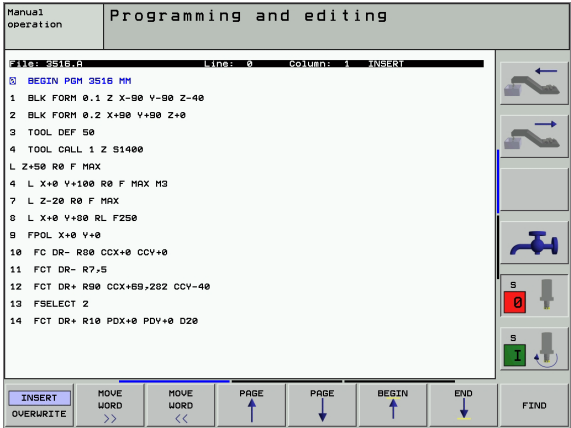 Manual
operation
Programming and editing
File: 3516.A Line: 0 Column: 1 INSERT
0 BEGIN PGM 3516 MM
1 BLK FORM 0.1 Z X-90 Y-90 Z-40
2 BLK FORM 0.2 X+90 Y+90 Z+0
3 TOOL DEF 50
4 TOOL CALL 1 Z S1400
L Z+50 R0 F MAX
4 L X+0 Y+100 R0 F MAX M3
7 L Z-20 R0 F MAX
8 L X+0 Y+80 RL F250
9 FPOL X+0 Y+0
10 FC DR- R80 CCX+0 CCY+0
11 FCT DR- R7,5
12 FCT DR+ R90 CCX+69,282 CCY-40
13 FSELECT 2
14 FCT DR+ R10 PDX+0 PDY+0 D20
S
0
S
I
INSERT
OVERWRITE
MOVE
WORD
>>
MOVE
WORD
<<
PAGE
PAGE
BEGIN
END
FIND